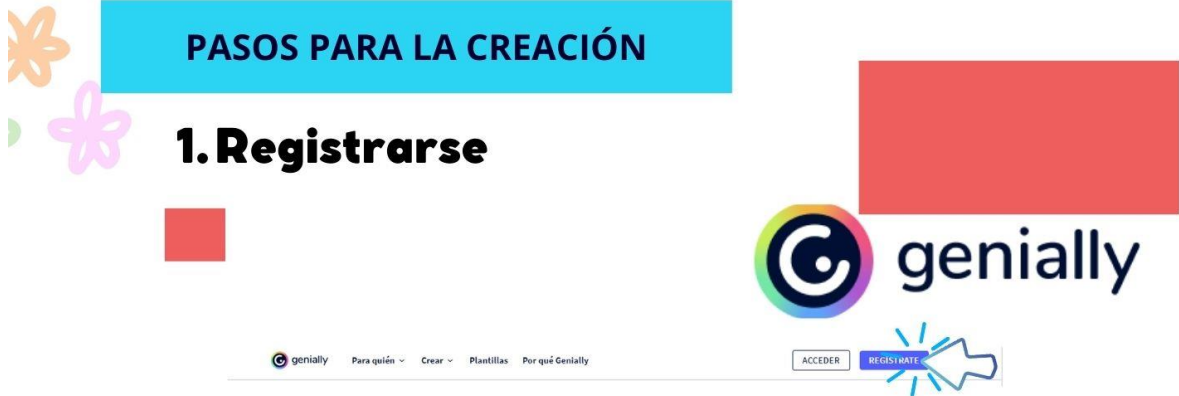 PASOS PARA LA CREACIÓN
1. Registrarse
genially
genially Para quién Crear Plantillas Por qué Genially ACCEDER REGÍSTRATE